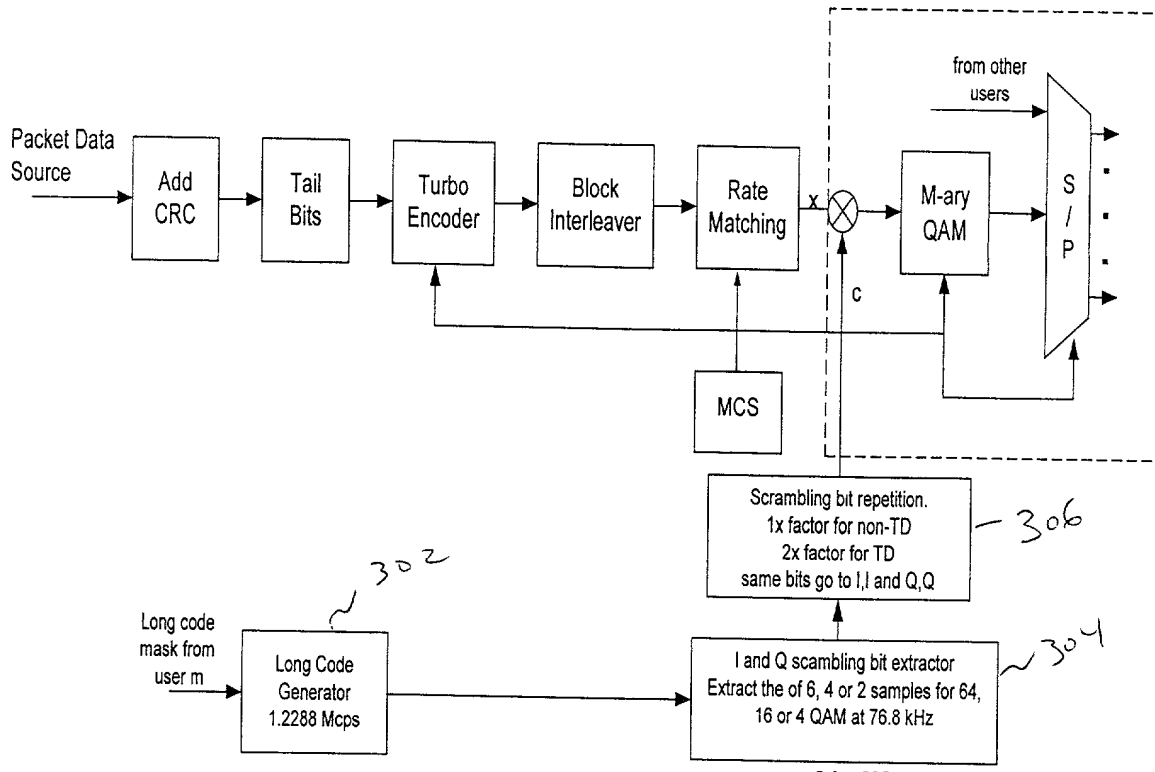 from other
users
Packet Data
Source
Add
CRC
Tail
Bits
Turbo
Encoder
Block
Interleaver
Rate
Matching
x
M-ary
QAM
S
/
P
c
MCS
Scrambling bit repetition.
1x factor for non-TD
2x factor for TD
same bits go to I,I and Q,Q
306
302
Long code
mask from
user m
Long Code
Generator
1.2288 Mcps
I and Q scambling bit extractor
Extract the of 6, 4 or 2 samples for 64,
16 or 4 QAM at 76.8 kHz
304